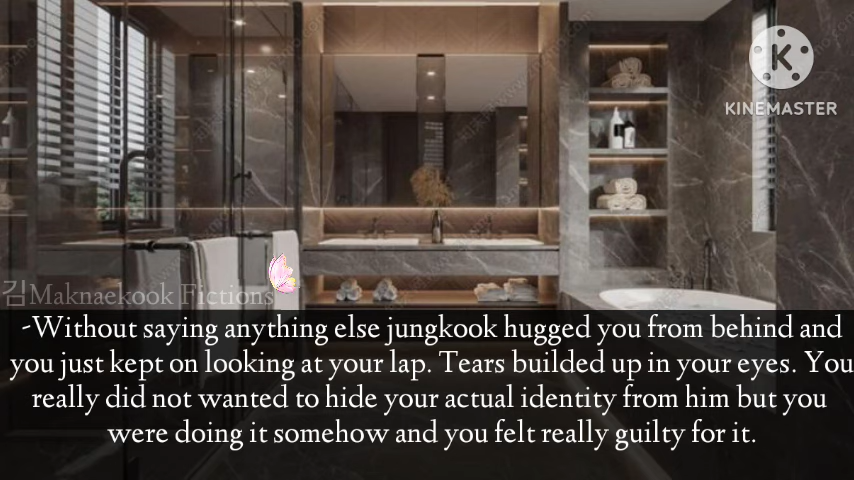 K
KINEMASTER
김Maknaekook Fictions
-Without saying anything else jungkook hugged you from behind and
you just kept on looking at your lap. Tears builded up in your eyes. You
really did not wanted to hide your actual identity from him but you
were doing it somehow and you felt really guilty for it.